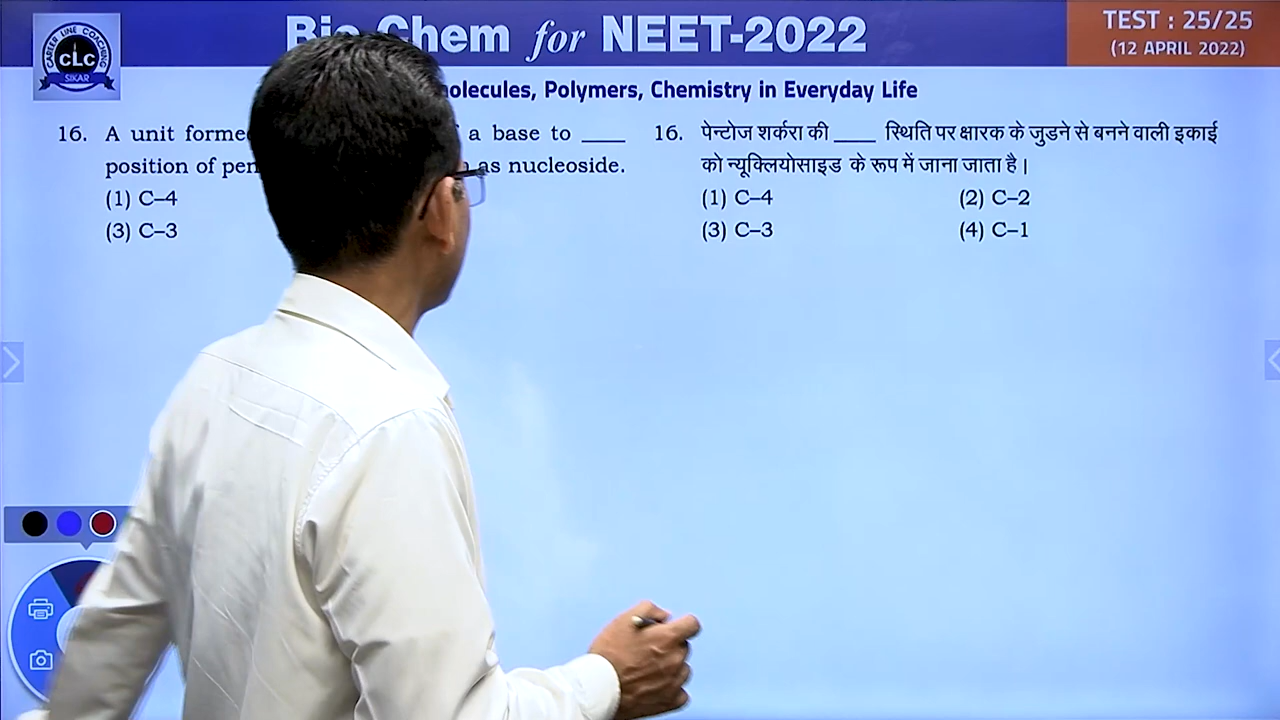 Bio Chem for NEET-2022
TEST : 25/25
(12 APRIL 2022)
CAREER LINE COACHING
CLC
SIKAR
molecules, Polymers, Chemistry in Everyday Life
16. A unit forme a base to ____
position of pen as nucleoside.
(1) C–4
(3) C–3
16. पेन्टोज शर्करा की ____ स्थिति पर क्षारक के जुडने से बनने वाली इकाई
को न्यूक्लियोसाइड के रूप में जाना जाता है।
(1) C–4 (2) C–2
(3) C–3 (4) C–1